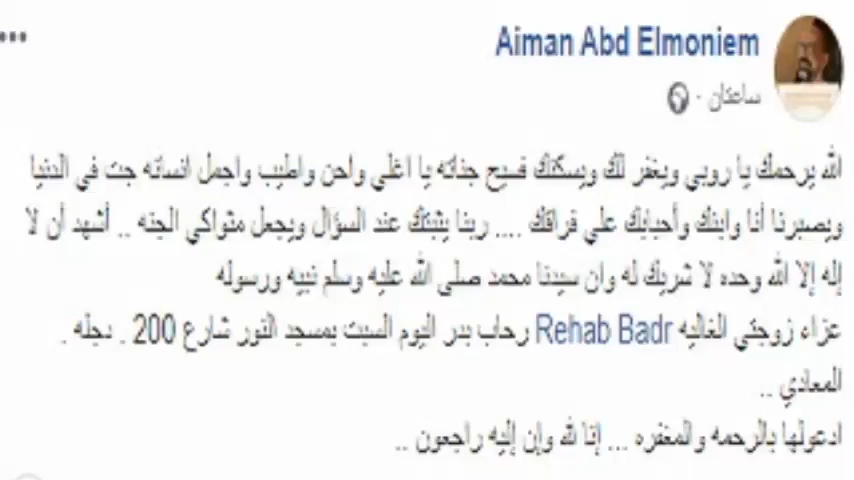 Aiman Abd Elmoniem
ساعتان ·
الله يرحمك يا روبي ويغفر لك ويسكنك فسيح جناته يا اغلي واحن واطيب واجمل انسانه جت في الدنيا
ويصبرنا أنا وابنك وأحبابك علي فراقك .... ربنا يثبتك عند السؤال ويجعل مثواكي الجنه .. أشهد أن لا
إله إلا الله وحده لا شريك له وان سيدنا محمد صلى الله عليه وسلم نبيه ورسوله
عزاء زوجتي الغاليه Rehab Badr رحاب بدر اليوم السبت بمسجد النور شارع 200 . دجله .
المعادي ..
ادعولها بالرحمه والمغفره ... إنا لله وإن إليه راجعون ..